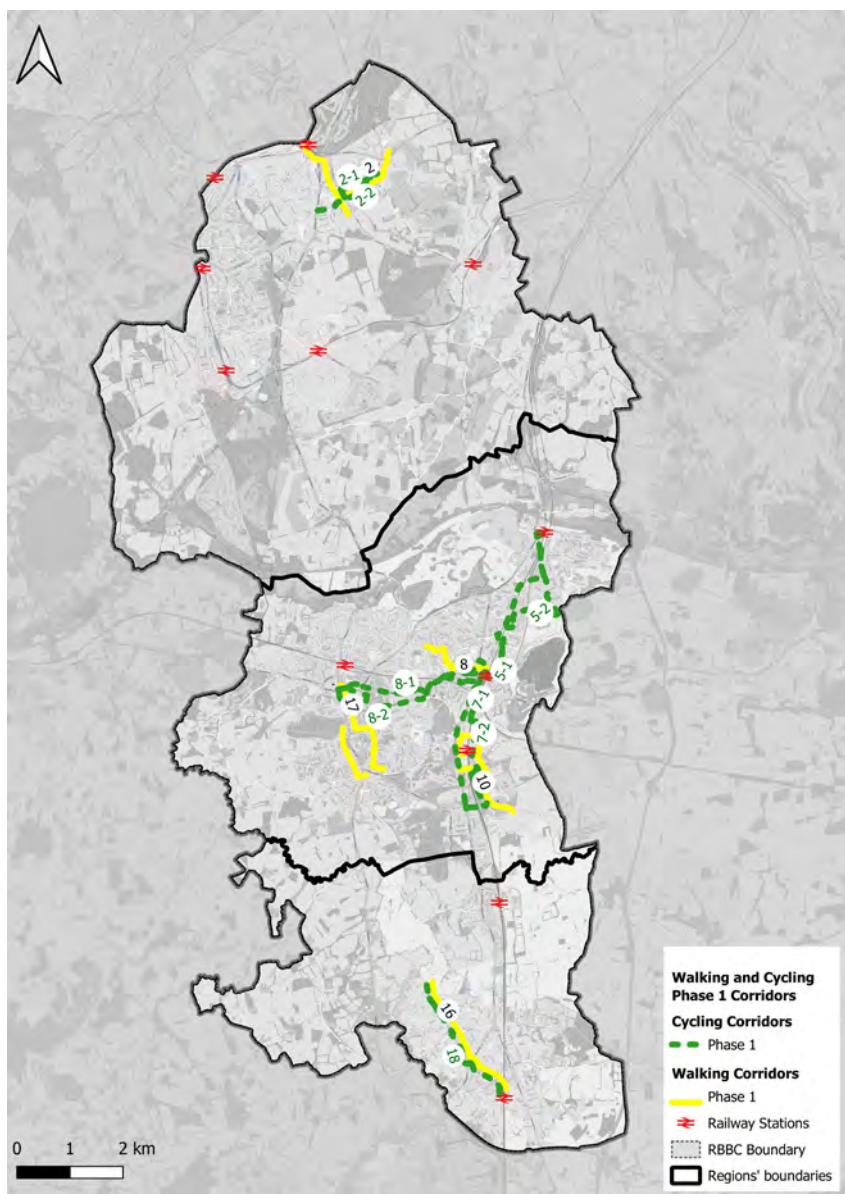 2
2-1
2-2
5-2
5-1
8
8-1
7-1
17
8-2
7-2
10
16
18
Walking and Cycling
Phase 1 Corridors
Cycling Corridors
Phase 1
Walking Corridors
Phase 1
Railway Stations
RBBC Boundary
Regions' boundaries
0 1 2 km